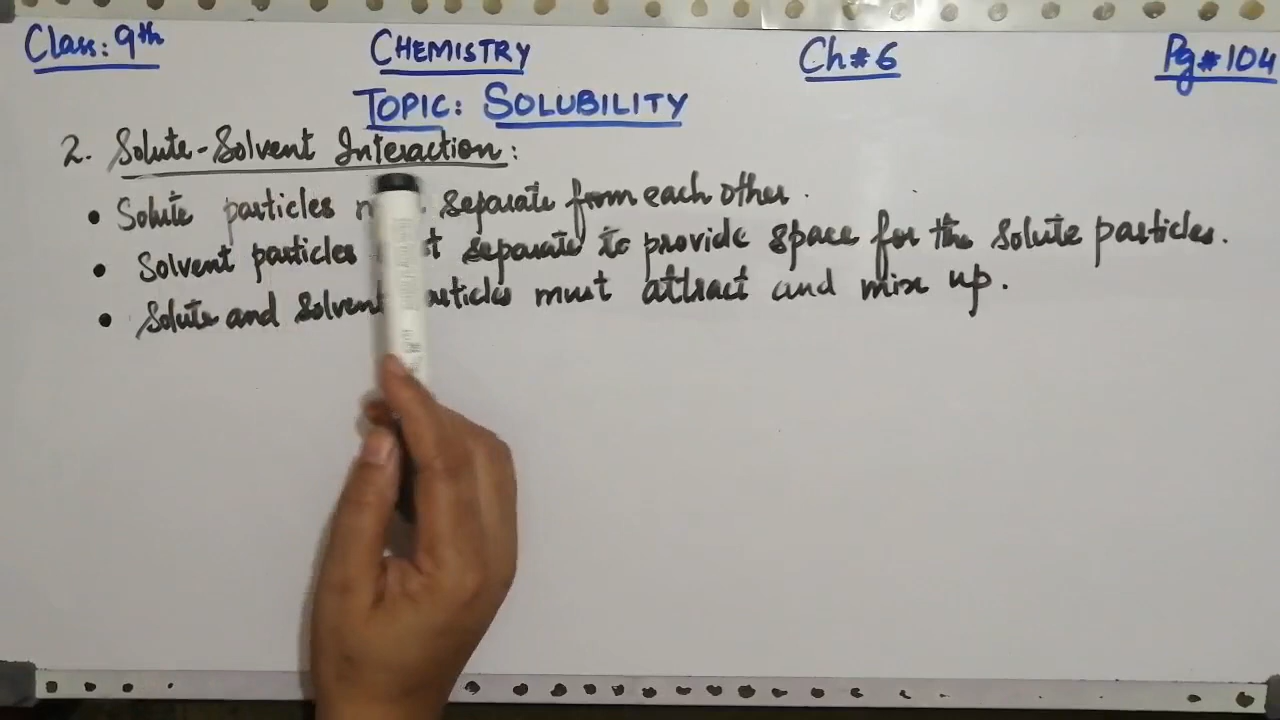 Class: 9th CHEMISTRY Ch#6 Pg#104
TOPIC: SOLUBILITY
2. Solute-Solvent Interaction:
• Solute particles separate from each other.
• Solvent particles separate to provide space for the solute particles.
• Solute and solvent must attract and mix up.